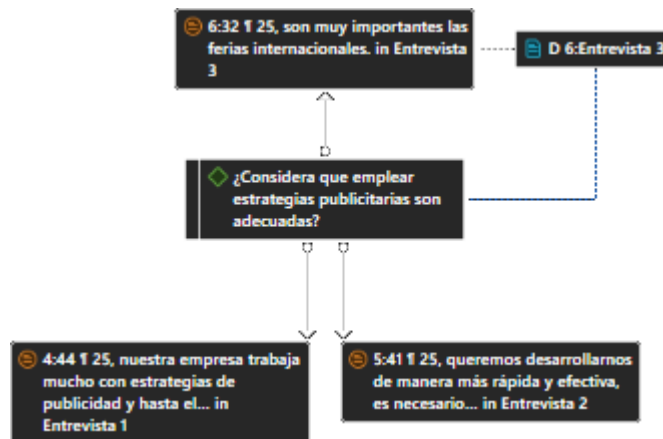 6:32 ¶ 25, son muy importantes las
ferias internacionales. in Entrevista
3
D 6:Entrevista 3
¿Considera que emplear
estrategias publicitarias son
adecuadas?
4:44 ¶ 25, nuestra empresa trabaja
mucho con estrategias de
publicidad y hasta el... in
Entrevista 1
5:41 ¶ 25, queremos desarrollarnos
de manera más rápida y efectiva,
es necesario... in Entrevista 2